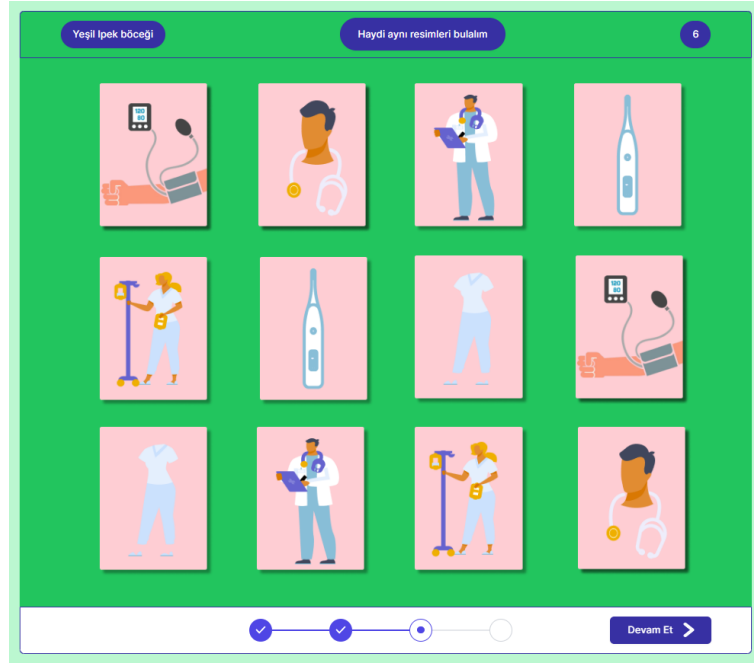 Yeşil Ipek böceği
Haydi aynı resimleri bulalım
6
120
80
120
80
Devam Et